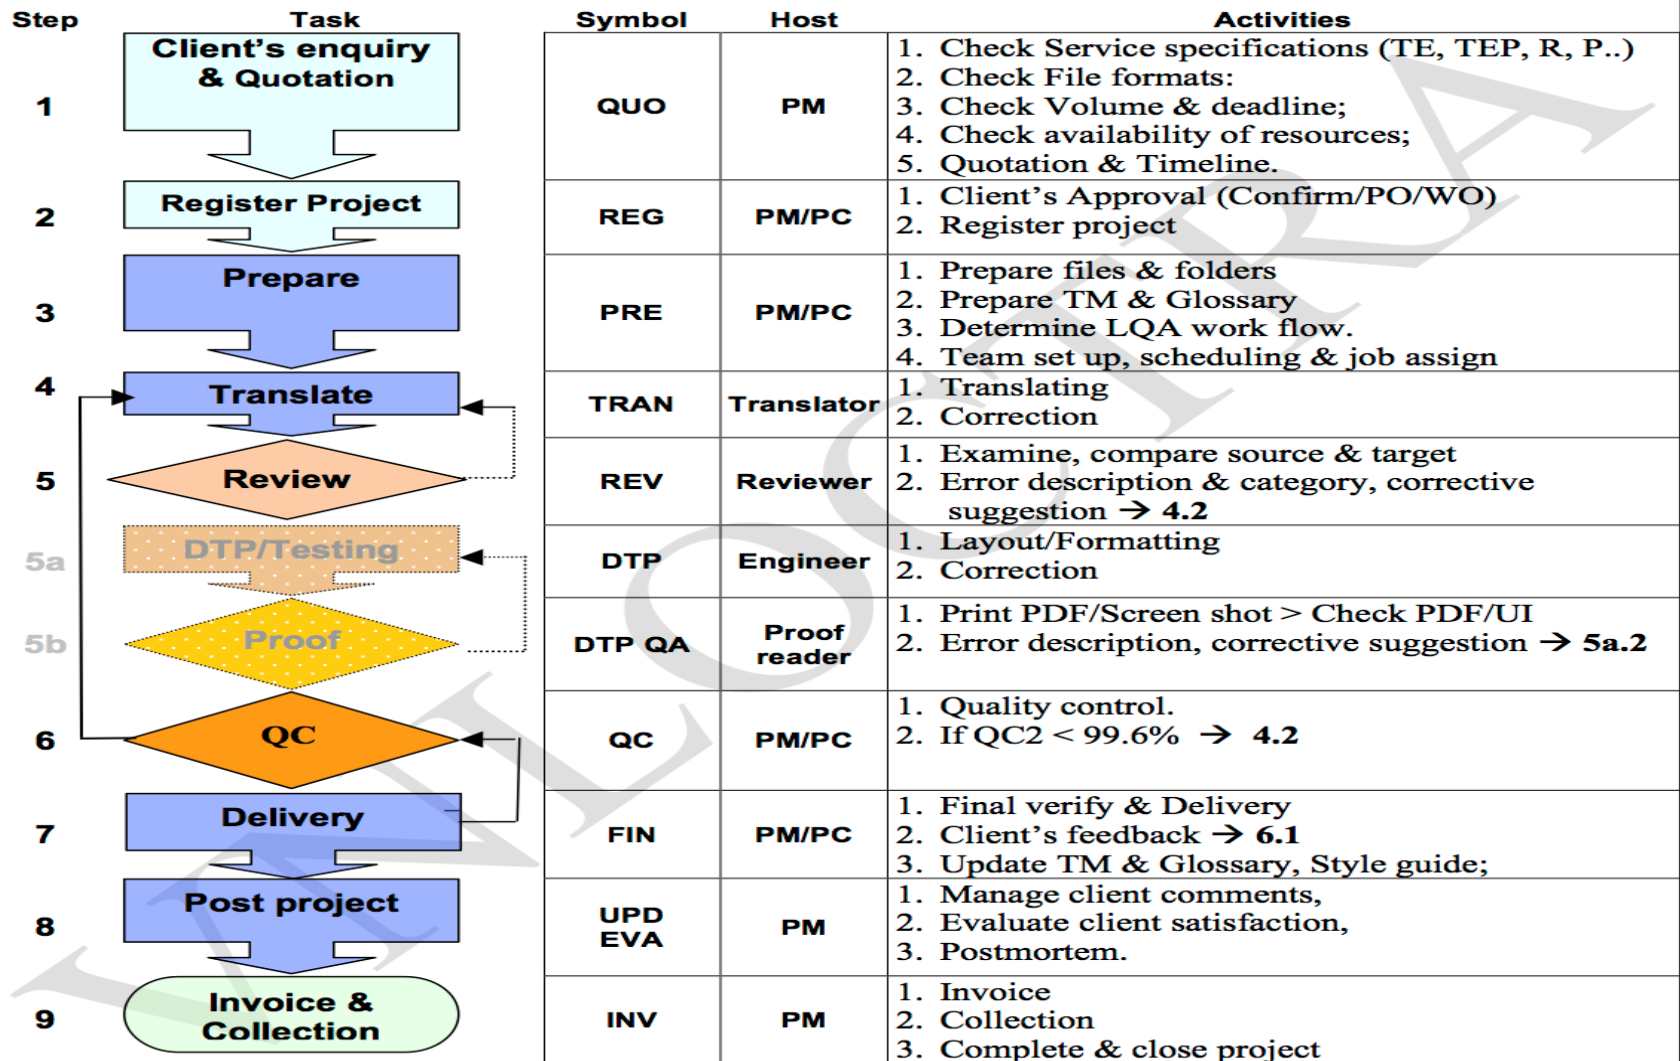 Step Task Symbol Host Activities
1
Client's enquiry
& Quotation
QUO
PM
1. Check Service specifications (TE, TEP, R, P..)
2. Check File formats:
3. Check Volume & deadline;
4. Check availability of resources;
5. Quotation & Timeline.
2
Register Project
REG
PM/PC
1. Client's Approval (Confirm/PO/WO)
2. Register project
3
Prepare
PRE
PM/PC
1. Prepare files & folders
2. Prepare TM & Glossary
3. Determine LQA work flow.
4. Team set up, scheduling & job assign
4
Translate
TRAN
Translator
1. Translating
2. Correction
5
Review
REV
Reviewer
1. Examine, compare source & target
2. Error description & category, corrective
suggestion → 4.2
5a
DTP/Testing
DTP
Engineer
1. Layout/Formatting
2. Correction
5b
Proof
DTP QA
Proof
reader
1. Print PDF/Screen shot > Check PDF/UI
2. Error description, corrective suggestion → 5a.2
6
QC
QC
PM/PC
1. Quality control.
2. If QC2 < 99.6% → 4.2
7
Delivery
FIN
PM/PC
1. Final verify & Delivery
2. Client's feedback → 6.1
3. Update TM & Glossary, Style guide;
8
Post project
UPD
EVA
PM
1. Manage client comments,
2. Evaluate client satisfaction,
3. Postmortem.
9
Invoice &
Collection
INV
PM
1. Invoice
2. Collection
3. Complete & close project
VNLOCTRA